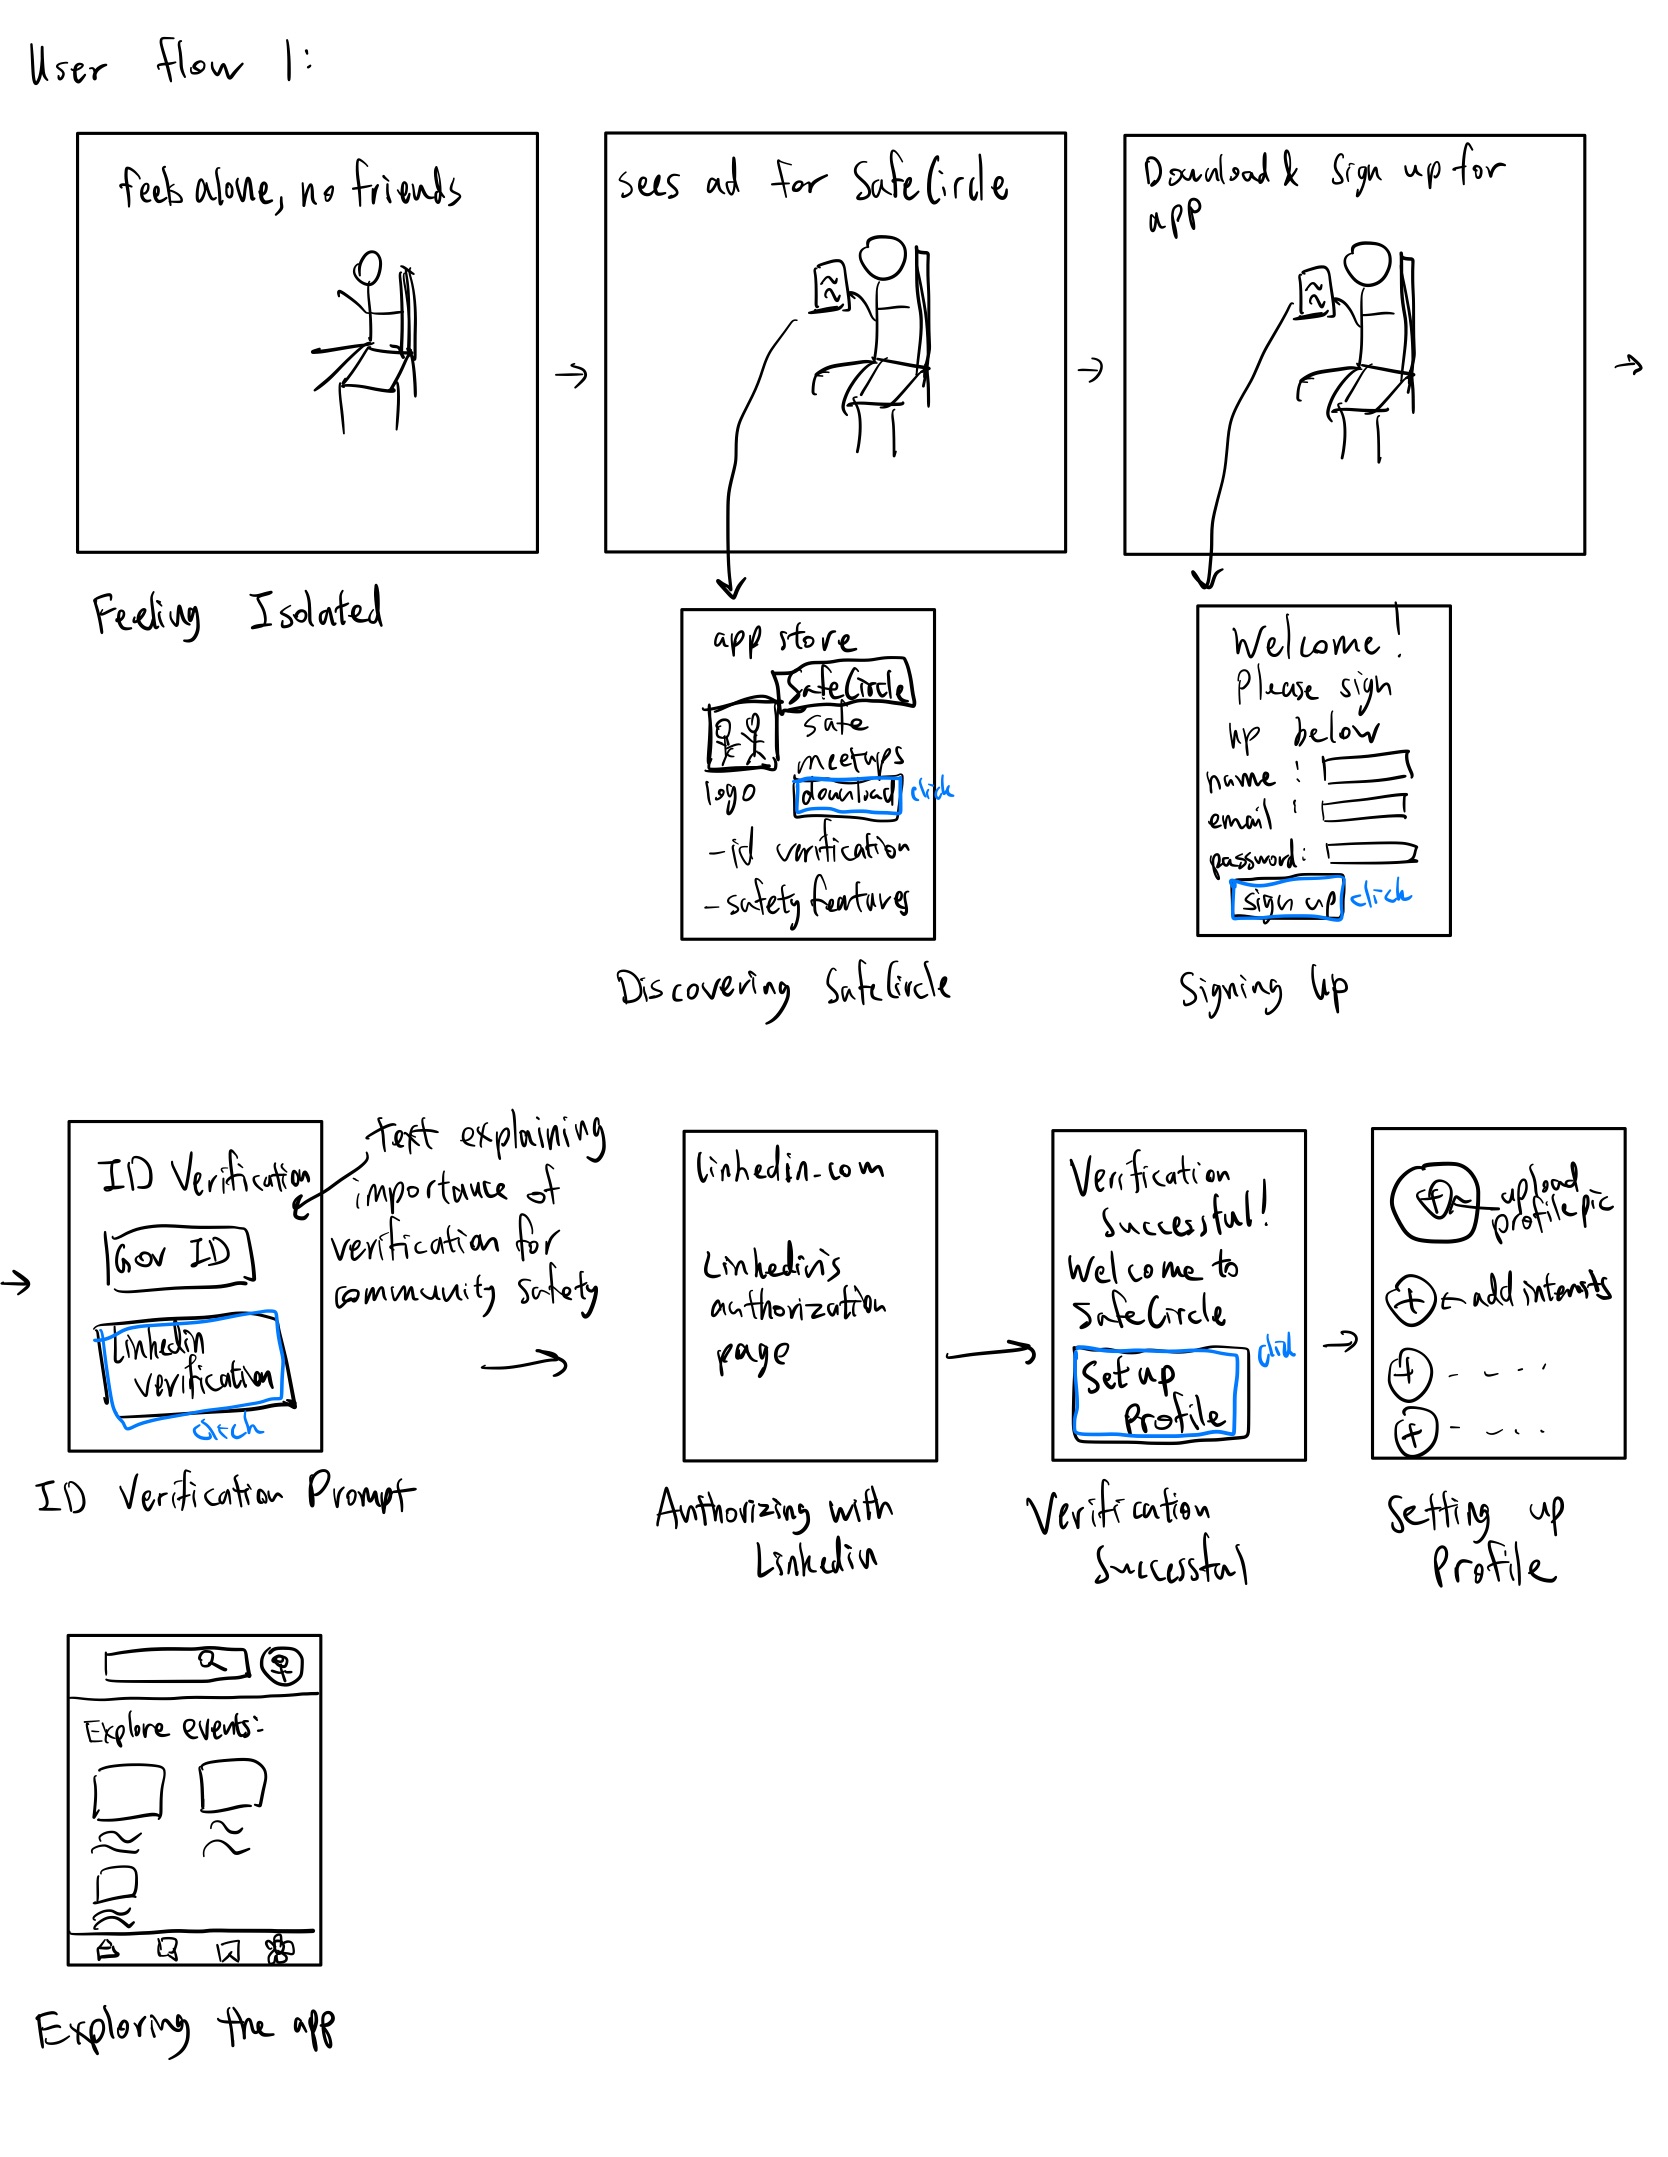 User flow 1:
feels alone, no friends
sees ad for SafeCircle
Download & sign up for
app
Feeling Isolated
app store
SafeCircle
safe
meetups
logo
download
click
-id verification
-safety features
Discovering SafeCircle
Welcome!
Please sign
up below
name :
email :
password:
sign up
click
Signing Up
ID Verification
Gov ID
Linkedin
verification
click
text explaining
importance of
verification for
community safety
ID Verification Prompt
linkedin.com
Linkedin's
authorization
page
Authorizing with
Linkedin
Verification
Successful!
Welcome to
SafeCircle
Set up
Profile
click
Verification
Successful
upload
profile pic
add interests
Setting up
Profile
Explore events:
Exploring the app